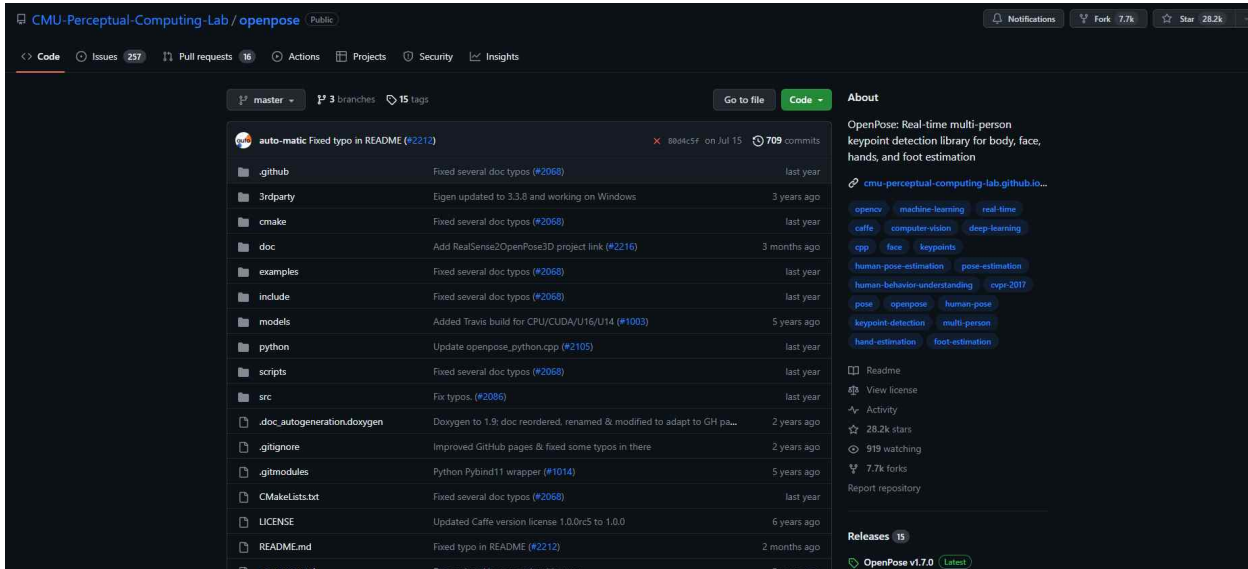 CMU-Perceptual-Computing-Lab / openpose Public
Notifications Fork 7.7k Star 28.2k
Code Issues 257 Pull requests 16 Actions Projects Security Insights
master 3 branches 15 tags Go to file Code
About
OpenPose: Real-time multi-person
keypoint detection library for body, face,
hands, and foot estimation
cmu-perceptual-computing-lab.github.io...
opencv machine-learning real-time
caffe computer-vision deep-learning
cpp face keypoints
human-pose-estimation pose-estimation
human-behavior-understanding cvpr-2017
pose openpose human-pose
keypoint-detection multi-person
hand-estimation foot-estimation
Readme
View license
Activity
28.2k stars
919 watching
7.7k forks
Report repository
Releases 15
OpenPose v1.7.0 Latest
auto-matic Fixed typo in README (#2212) 80d4c5f on Jul 15 709 commits
.github Fixed several doc typos (#2068) last year
3rdparty Eigen updated to 3.3.8 and working on Windows 3 years ago
cmake Fixed several doc typos (#2068) last year
doc Add RealSense2OpenPose3D project link (#2216) 3 months ago
examples Fixed several doc typos (#2068) last year
include Fixed several doc typos (#2068) last year
models Added Travis build for CPU/CUDA/U16/U14 (#1003) 5 years ago
python Update openpose_python.cpp (#2105) last year
scripts Fixed several doc typos (#2068) last year
src Fix typos. (#2086) last year
.doc_autogeneration.doxygen Doxygen to 1.9; doc reordered, renamed & modified to adapt to GH pa... 2 years ago
.gitignore Improved GitHub pages & fixed some typos in there 2 years ago
.gitmodules Python Pybind11 wrapper (#1014) 5 years ago
CMakeLists.txt Fixed several doc typos (#2068) last year
LICENSE Updated Caffe version license 1.0.0rc5 to 1.0.0 6 years ago
README.md Fixed typo in README (#2212) 2 months ago